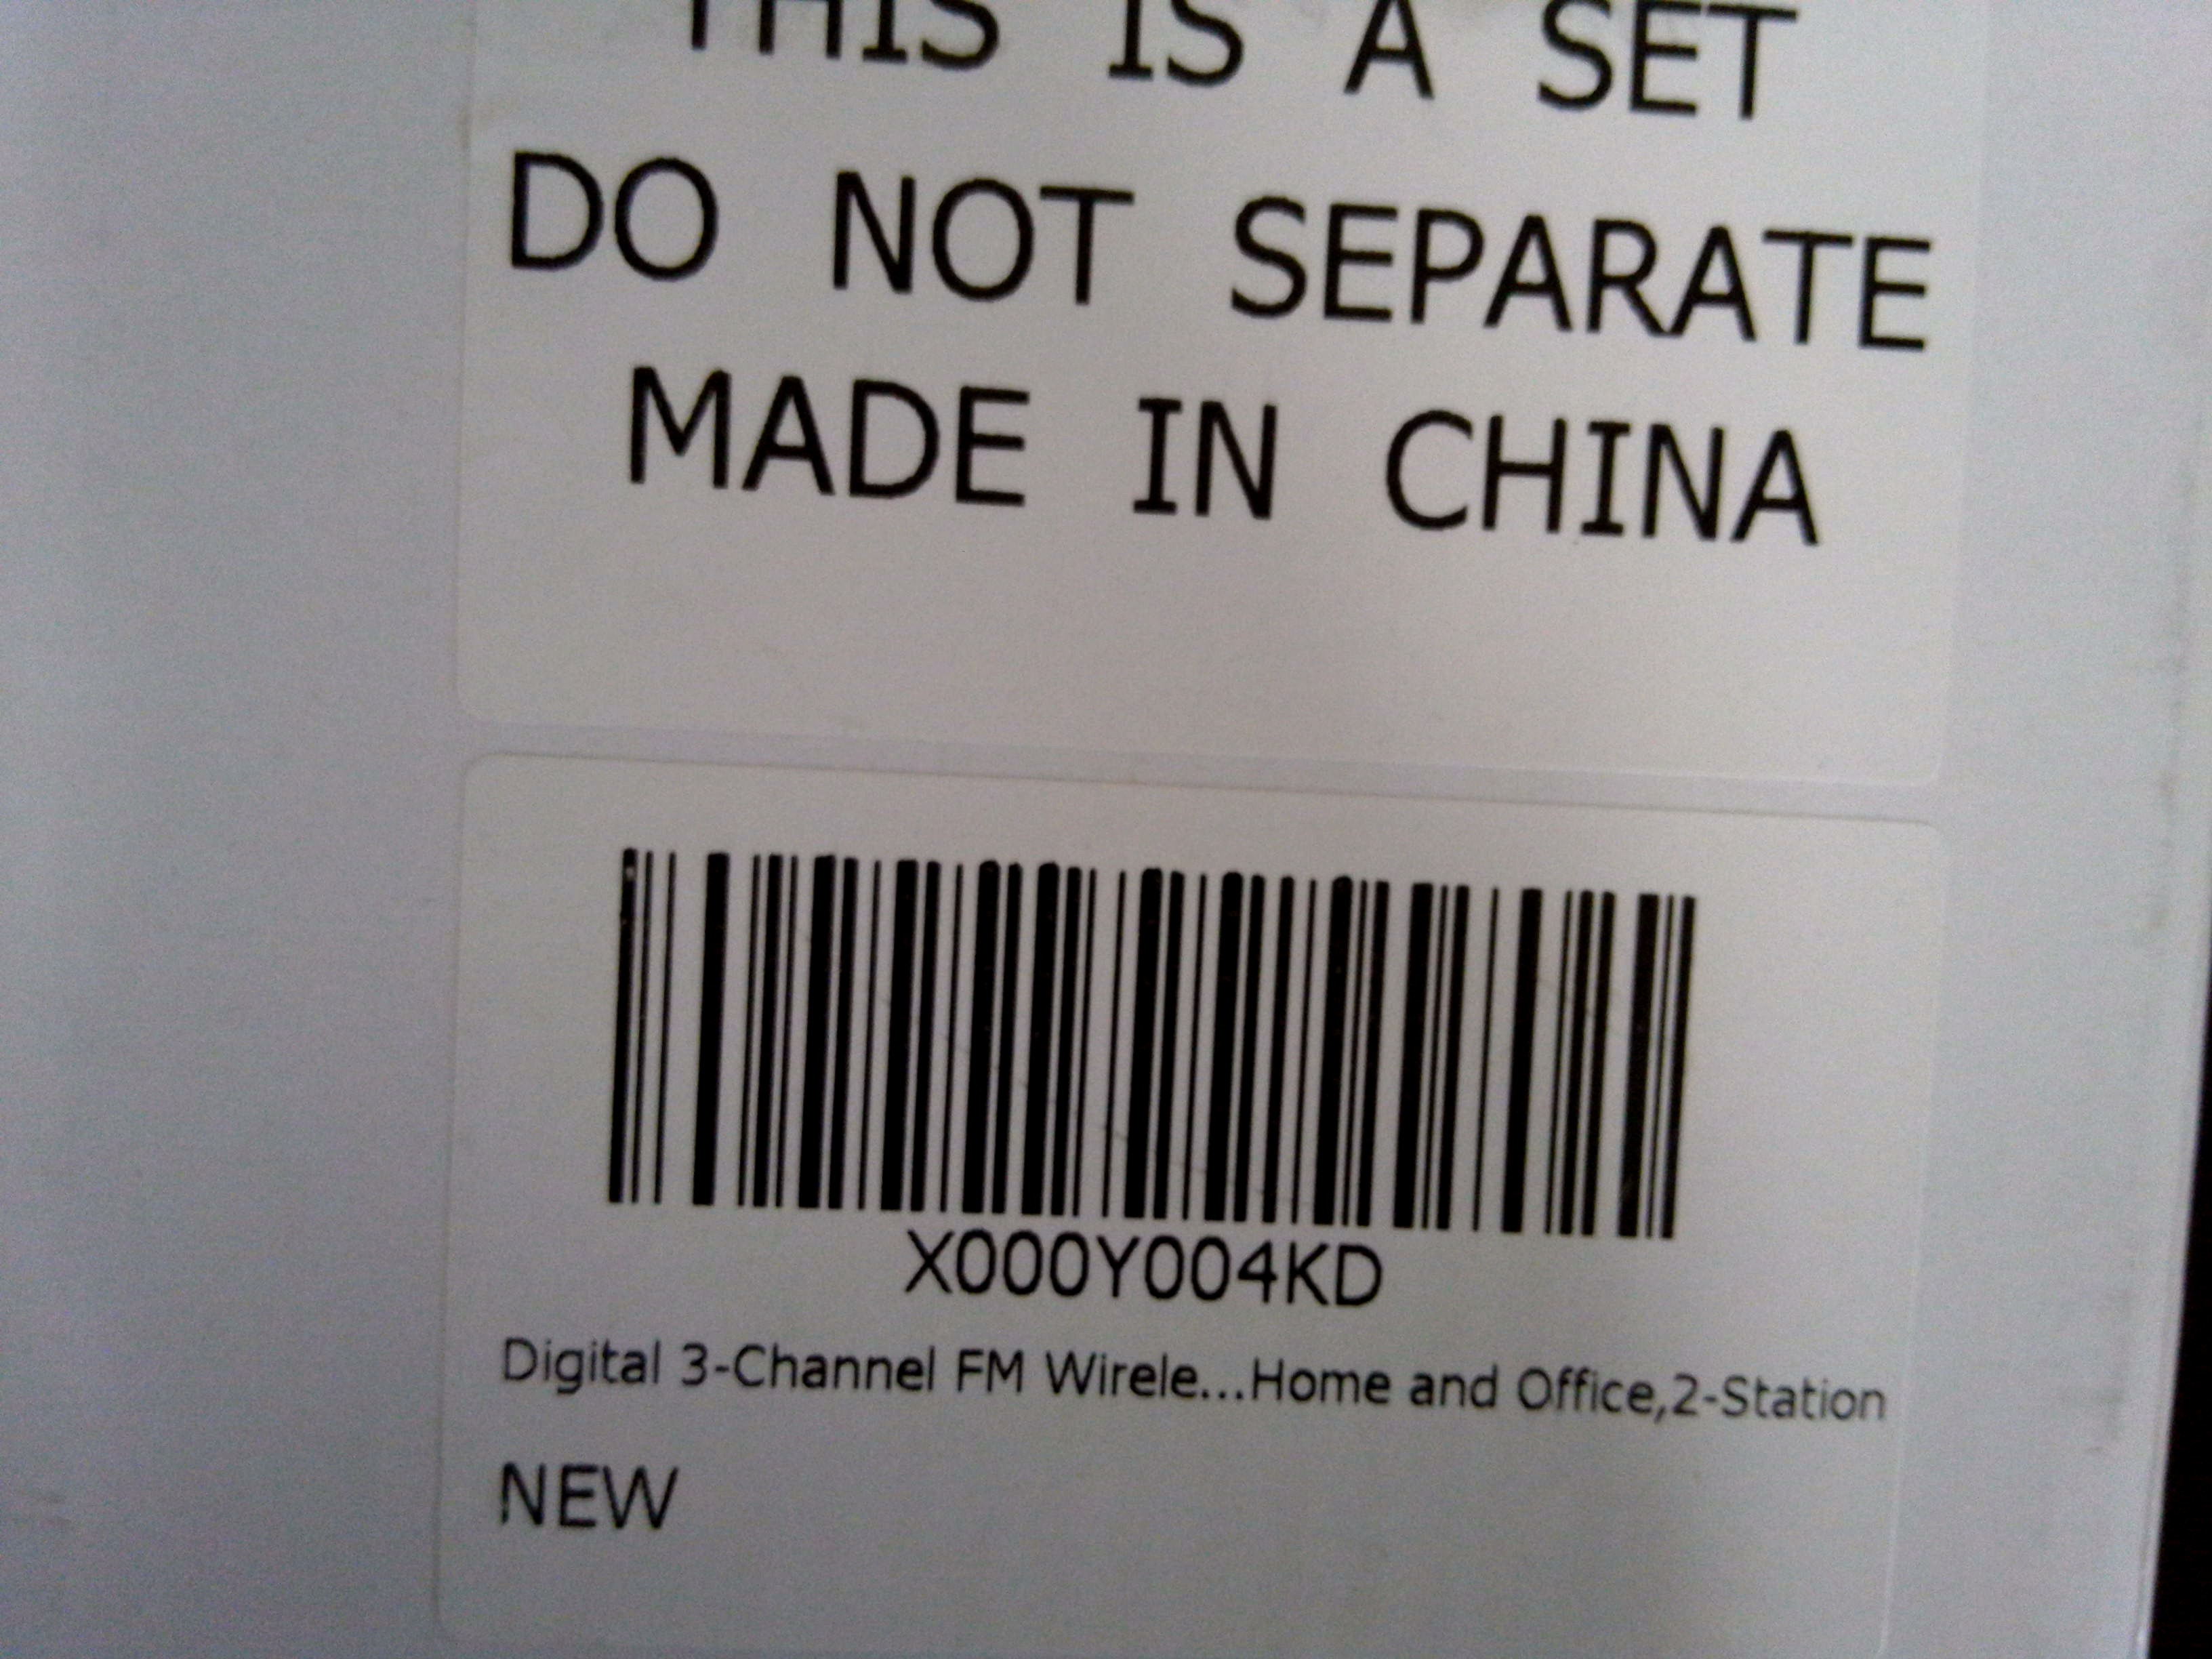 THIS IS A SET
DO NOT SEPARATE
MADE IN CHINA
X000Y004KD
Digital 3-Channel FM Wirele...Home and Office,2-Station
NEW